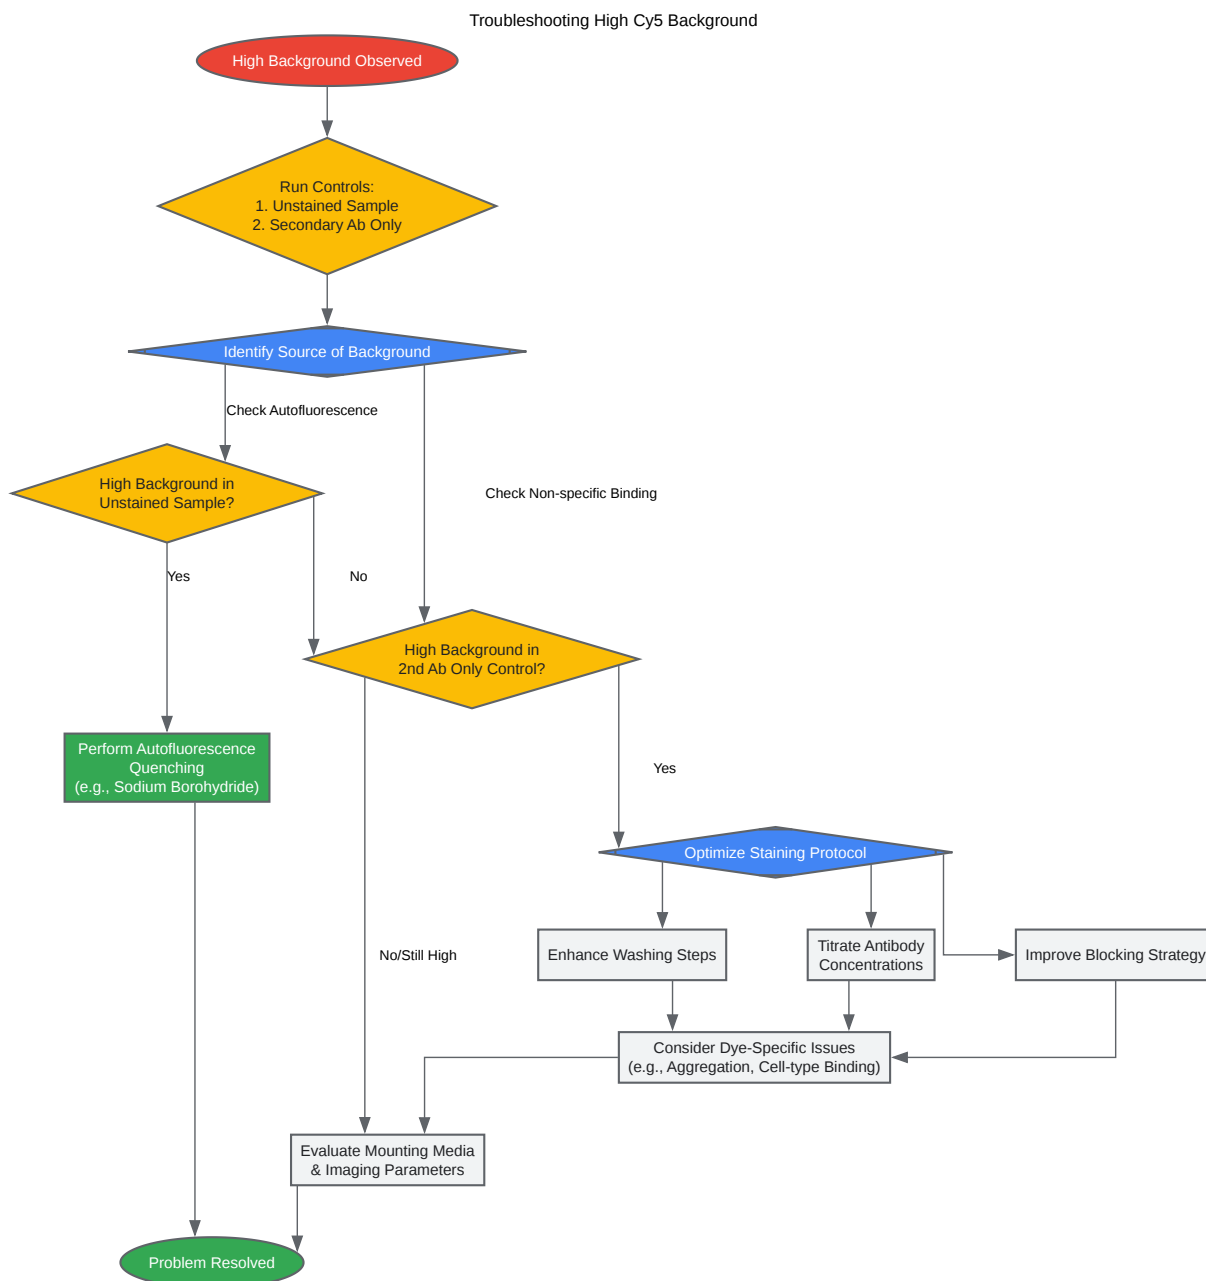 Troubleshooting High Cy5 Background
High Background Observed
Run Controls:
1. Unstained Sample
2. Secondary Ab Only
Identify Source of Background
Check Autofluorescence
High Background in
Unstained Sample?
Check Non-specific Binding
Yes
No
High Background in
2nd Ab Only Control?
Perform Autofluorescence
Quenching
(e.g., Sodium Borohydride)
Yes
Optimize Staining Protocol
No/Still High
Enhance Washing Steps
Titrate Antibody
Concentrations
Improve Blocking Strategy
Consider Dye-Specific Issues
(e.g., Aggregation, Cell-type Binding)
Evaluate Mounting Media
& Imaging Parameters
Problem Resolved